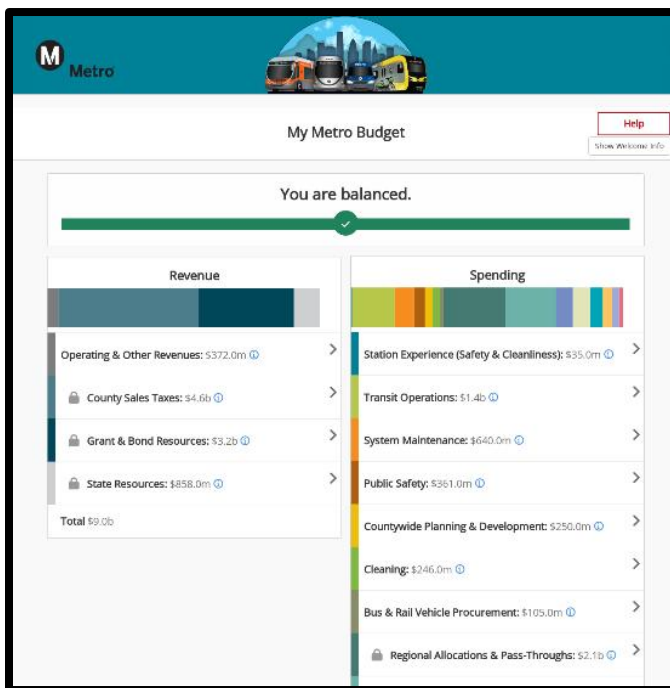 M
Metro
My Metro Budget
Help
Show Welcome Info
You are balanced.
Revenue
Operating & Other Revenues: $372.0m
County Sales Taxes: $4.6b
Grant & Bond Resources: $3.2b
State Resources: $858.0m
Total $9.0b
Spending
Station Experience (Safety & Cleanliness): $35.0m
Transit Operations: $1.4b
System Maintenance: $640.0m
Public Safety: $361.0m
Countywide Planning & Development: $250.0m
Cleaning: $246.0m
Bus & Rail Vehicle Procurement: $105.0m
Regional Allocations & Pass-Throughs: $2.1b